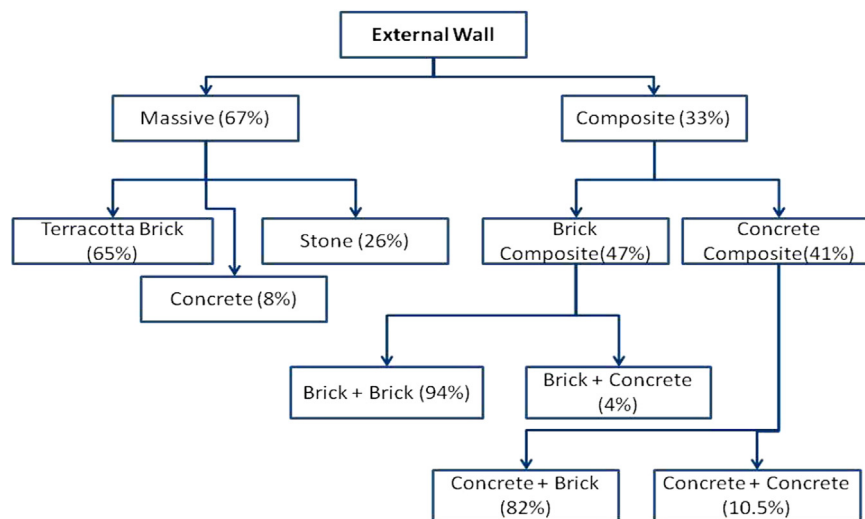 External Wall
Massive (67%)
Composite (33%)
Terracotta Brick
(65%)
Stone (26%)
Brick
Composite(47%)
Concrete
Composite(41%)
Concrete (8%)
Brick + Brick (94%)
Brick + Concrete
(4%)
Concrete + Brick
(82%)
Concrete + Concrete
(10.5%)